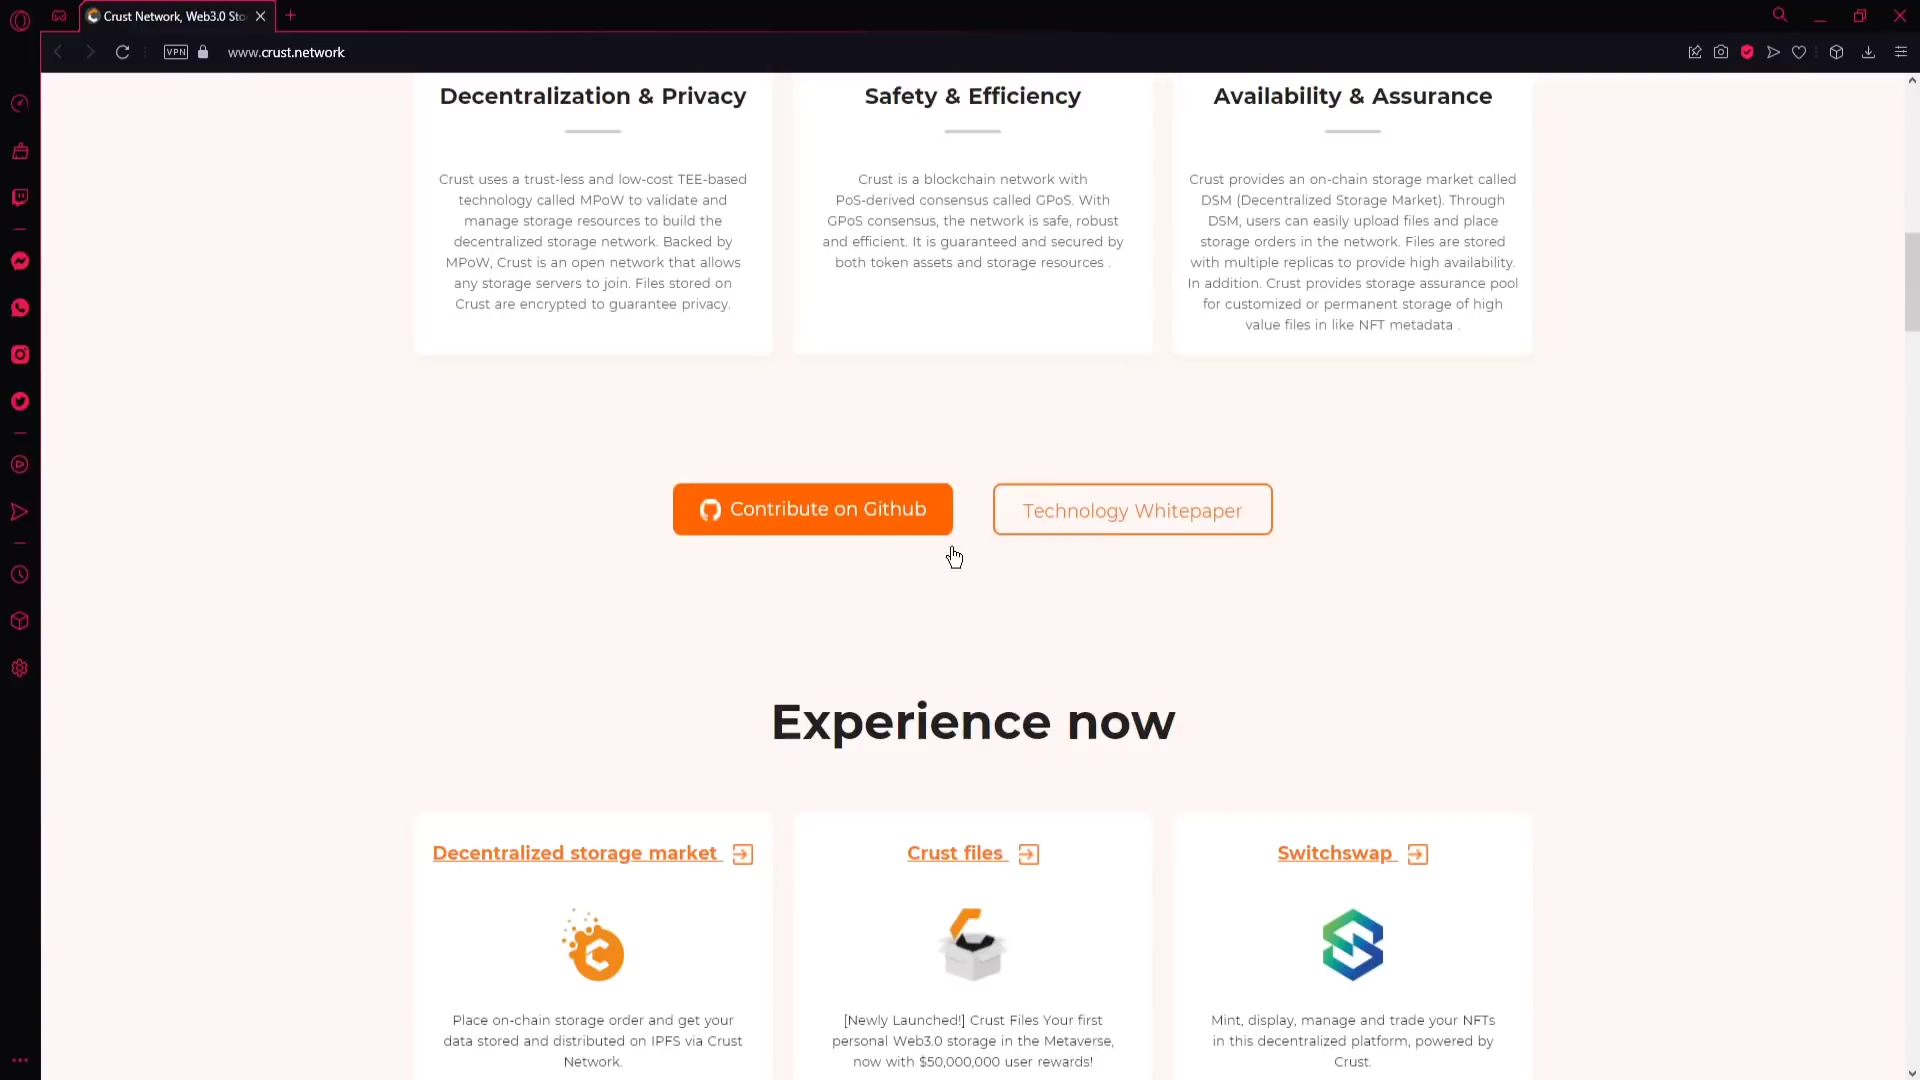 Crust Network, Web3.0 Sto
VPN
www.crust.network
Decentralization & Privacy
Crust uses a trust-less and low-cost TEE-based
technology called MPoW to validate and
manage storage resources to build the
decentralized storage network. Backed by
MPoW, Crust is an open network that allows
any storage servers to join. Files stored on
Crust are encrypted to guarantee privacy.
Safety & Efficiency
Crust is a blockchain network with
PoS-derived consensus called GPoS. With
GPoS consensus, the network is safe, robust
and efficient. It is guaranteed and secured by
both token assets and storage resources .
Availability & Assurance
Crust provides an on-chain storage market called
DSM (Decentralized Storage Market). Through
DSM, users can easily upload files and place
storage orders in the network. Files are stored
with multiple replicas to provide high availability.
In addition. Crust provides storage assurance pool
for customized or permanent storage of high
value files in like NFT metadata .
Contribute on Github
Technology Whitepaper
Experience now
Decentralized storage market
Place on-chain storage order and get your
data stored and distributed on IPFS via Crust
Network.
Crust files
[Newly Launched!] Crust Files Your first
personal Web3.0 storage in the Metaverse,
now with $50,000,000 user rewards!
Switchswap
Mint, display, manage and trade your NFTs
in this decentralized platform, powered by
Crust.